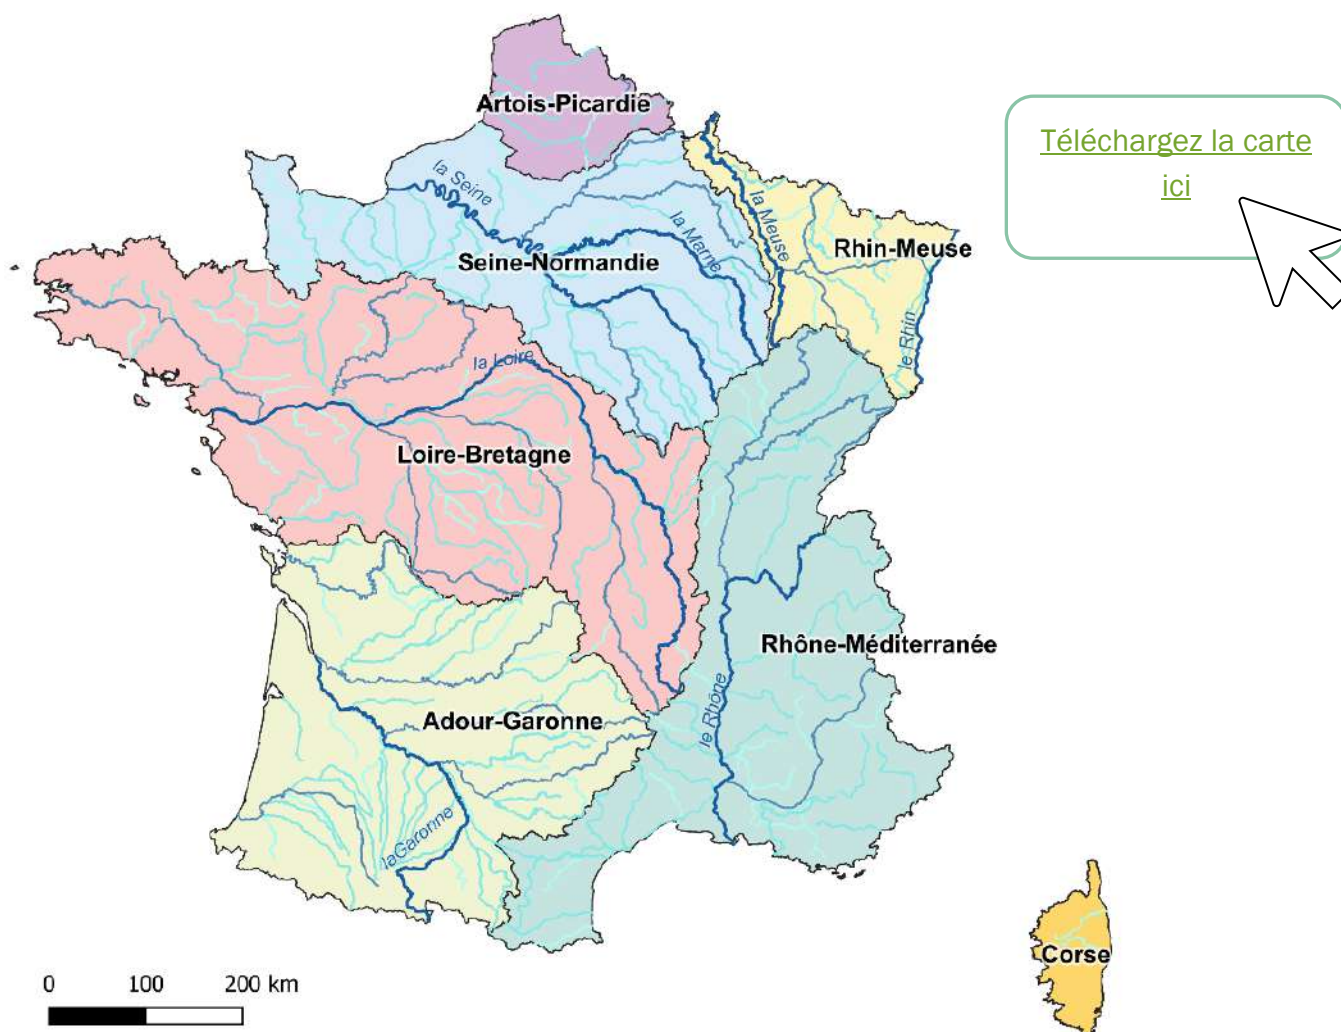 Artois-Picardie
Téléchargez la carte
ici
la Seine
la Meuse
la Marne
Rhin-Meuse
Seine-Normandie
le Rhin
la Loire
Loire-Bretagne
Rhône-Méditerranée
le Rhône
Adour-Garonne
laGaronne
Corse
0 100 200 km